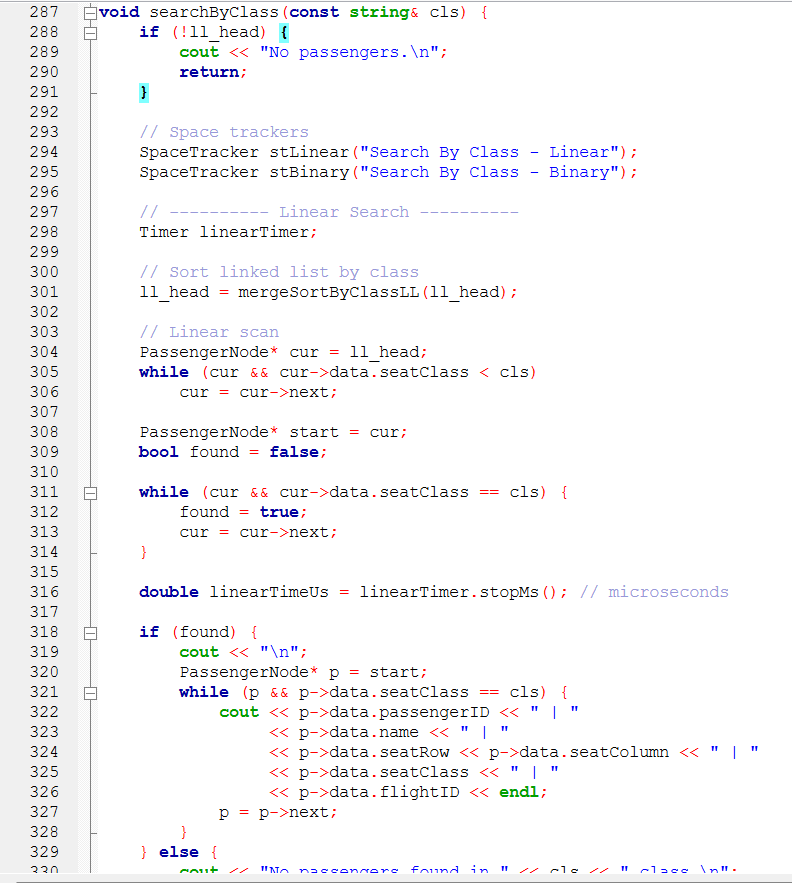 287 void searchByClass(const string& cls) {
288     if (!ll_head) {
289         cout << "No passengers.\n";
290         return;
291     }
292
293     // Space trackers
294     SpaceTracker stLinear("Search By Class - Linear");
295     SpaceTracker stBinary("Search By Class - Binary");
296
297     // ---------- Linear Search ----------
298     Timer linearTimer;
299
300     // Sort linked list by class
301     ll_head = mergeSortByClassLL(ll_head);
302
303     // Linear scan
304     PassengerNode* cur = ll_head;
305     while (cur && cur->data.seatClass < cls)
306         cur = cur->next;
307
308     PassengerNode* start = cur;
309     bool found = false;
310
311     while (cur && cur->data.seatClass == cls) {
312         found = true;
313         cur = cur->next;
314     }
315
316     double linearTimeUs = linearTimer.stopMs(); // microseconds
317
318     if (found) {
319         cout << "\n";
320         PassengerNode* p = start;
321         while (p && p->data.seatClass == cls) {
322             cout << p->data.passengerID << " | "
323                  << p->data.name << " | "
324                  << p->data.seatRow << p->data.seatColumn << " | "
325                  << p->data.seatClass << " | "
326                  << p->data.flightID << endl;
327             p = p->next;
328         }
329     } else {
330         cout << "No passengers found in " << cls << " class.\n";